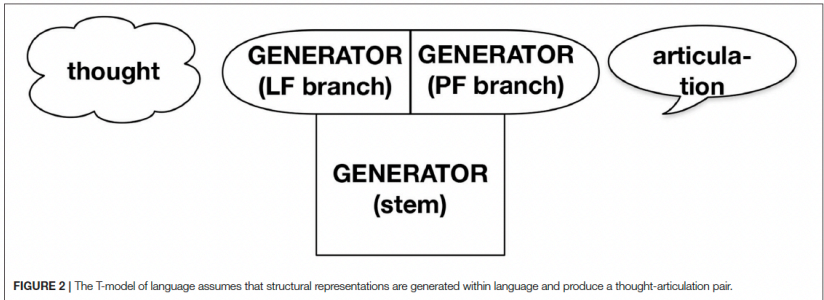 thought
GENERATOR
(LF branch)
GENERATOR
(PF branch)
articula-
tion
GENERATOR
(stem)
FIGURE 2 | The T-model of language assumes that structural representations are generated within language and produce a thought-articulation pair.